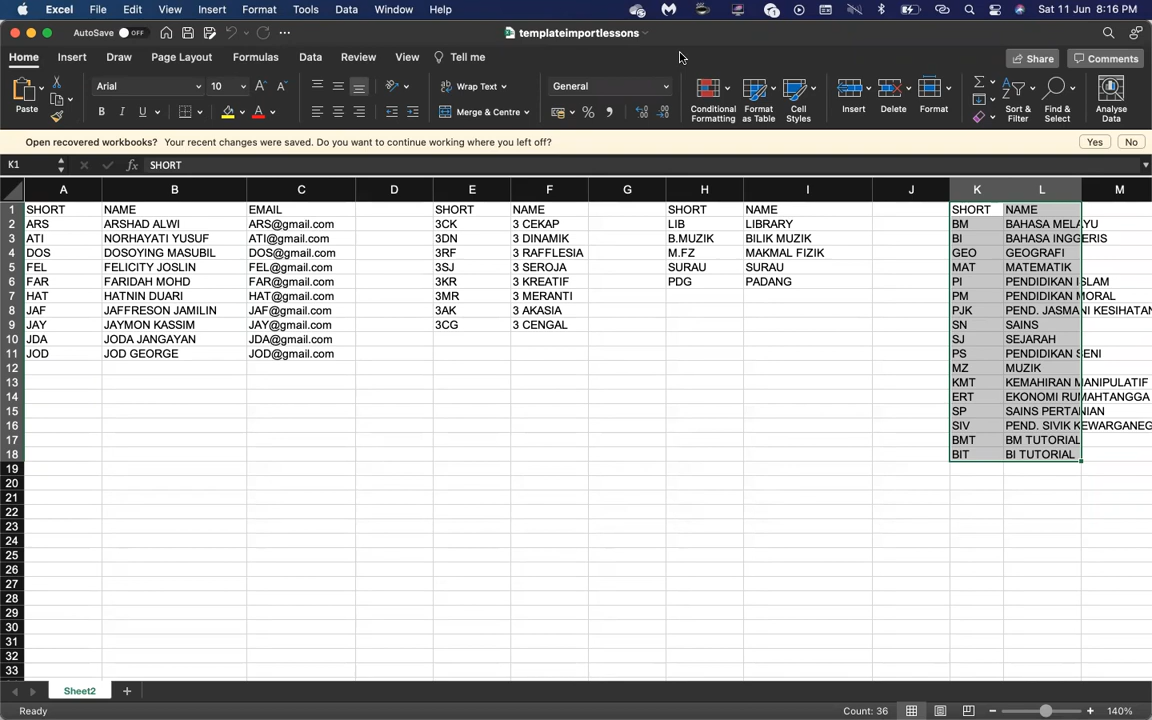 Excel File Edit View Insert Format Tools Data Window Help Sat 11 Jun 8:16 PM
AutoSave OFF templateimportlessons
Home Insert Draw Page Layout Formulas Data Review View Tell me Share Comments
Paste Arial 10 Wrap Text General Conditional Formatting Format as Table Cell Styles Insert Delete Format Sort & Filter Find & Select Analyse Data
B I U Merge & Centre
Open recovered workbooks? Your recent changes were saved. Do you want to continue working where you left off? Yes No
K1 fx SHORT
A B C D E F G H I J K L M
1 SHORT NAME EMAIL SHORT NAME SHORT NAME SHORT NAME
2 ARS ARSHAD ALWI ARS@gmail.com 3CK 3 CEKAP LIB LIBRARY BM BAHASA MELAYU
3 ATI NORHAYATI YUSUF ATI@gmail.com 3DN 3 DINAMIK B.MUZIK BILIK MUZIK BI BAHASA INGGERIS
4 DOS DOSOYING MASUBIL DOS@gmail.com 3RF 3 RAFFLESIA M.FZ MAKMAL FIZIK GEO GEOGRAFI
5 FEL FELICITY JOSLIN FEL@gmail.com 3SJ 3 SEROJA SURAU SURAU MAT MATEMATIK
6 FAR FARIDAH MOHD FAR@gmail.com 3KR 3 KREATIF PDG PADANG PI PENDIDIKAN ISLAM
7 HAT HATNIN DUARI HAT@gmail.com 3MR 3 MERANTI PM PENDIDIKAN MORAL
8 JAF JAFFRESON JAMILIN JAF@gmail.com 3AK 3 AKASIA PJK PEND. JASMANI KESIHATAN
9 JAY JAYMON KASSIM JAY@gmail.com 3CG 3 CENGAL SN SAINS
10 JDA JODA JANGAYAN JDA@gmail.com SJ SEJARAH
11 JOD JOD GEORGE JOD@gmail.com PS PENDIDIKAN SENI
12 MZ MUZIK
13 KMT KEMAHIRAN MANIPULATIF
14 ERT EKONOMI RUMAHTANGGA
15 SP SAINS PERTANIAN
16 SIV PEND. SIVIK KEWARGANEG
17 BMT BM TUTORIAL
18 BIT BI TUTORIAL
19
20
21
22
23
24
25
26
27
28
29
30
31
32
33
Sheet2
Ready Count: 36 140%